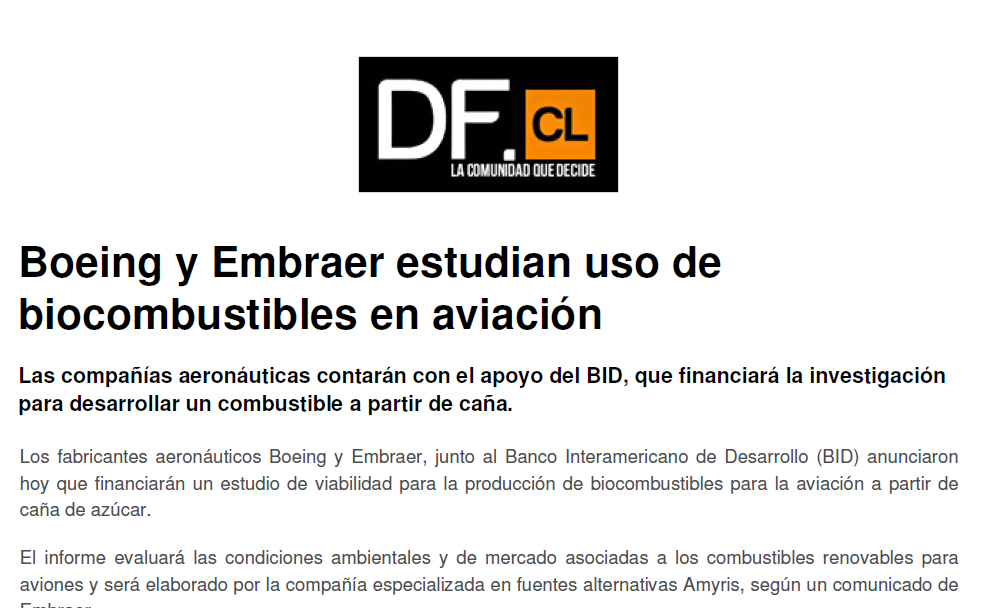 DF.CL
LA COMUNIDAD QUE DECIDE
Boeing y Embraer estudian uso de
biocombustibles en aviación
Las compañías aeronáuticas contarán con el apoyo del BID, que financiará la investigación
para desarrollar un combustible a partir de caña.
Los fabricantes aeronáuticos Boeing y Embraer, junto al Banco Interamericano de Desarrollo (BID) anunciaron
hoy que financiarán un estudio de viabilidad para la producción de biocombustibles para la aviación a partir de
caña de azúcar.
El informe evaluará las condiciones ambientales y de mercado asociadas a los combustibles renovables para
aviones y será elaborado por la compañía especializada en fuentes alternativas Amyris, según un comunicado de